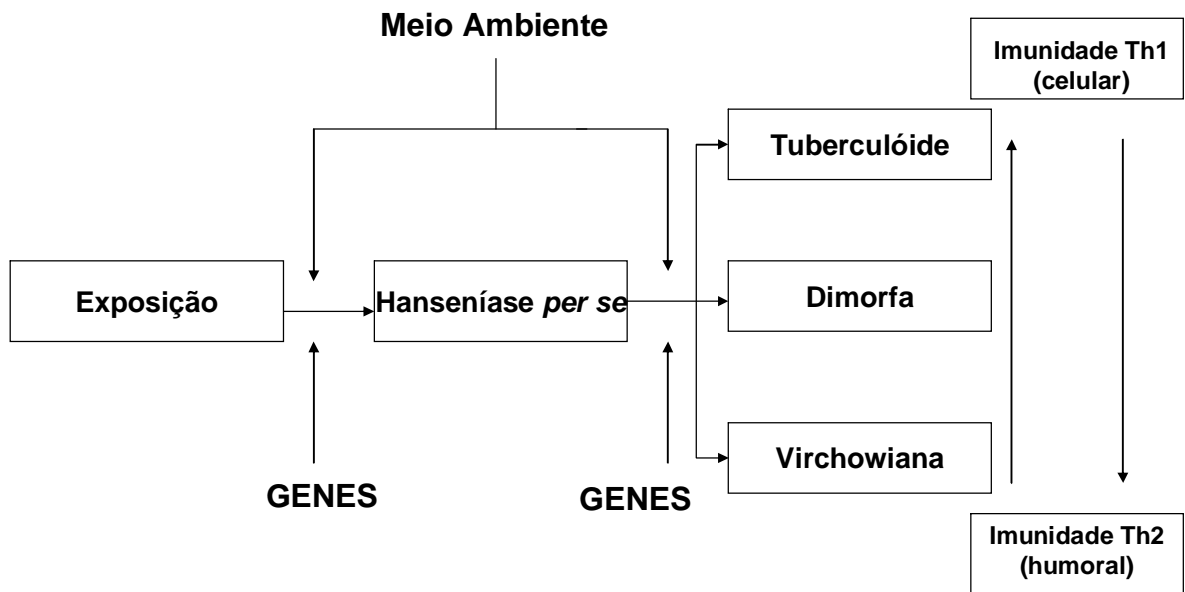 Meio Ambiente
Imunidade Th1
(celular)
Tuberculóide
Exposição
Hanseníase per se
Dimorfa
Virchowiana
GENES
GENES
Imunidade Th2
(humoral)